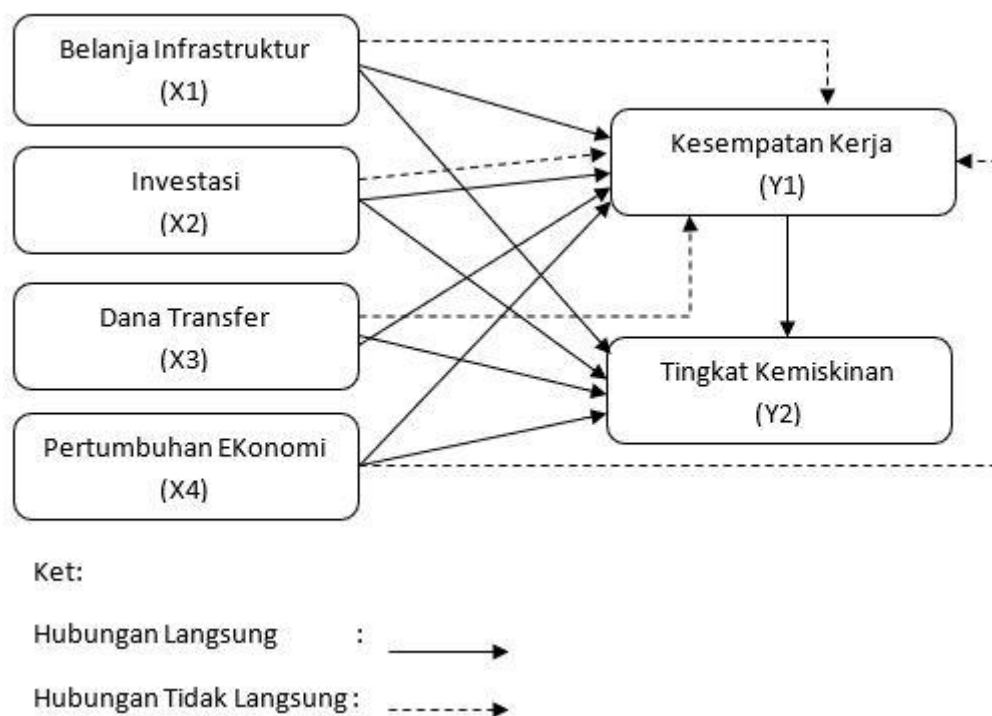 Belanja Infrastruktur
(X1)
Investasi
(X2)
Dana Transfer
(X3)
Pertumbuhan EKonomi
(X4)
Kesempatan Kerja
(Y1)
Tingkat Kemiskinan
(Y2)
Ket:
Hubungan Langsung :
Hubungan Tidak Langsung :